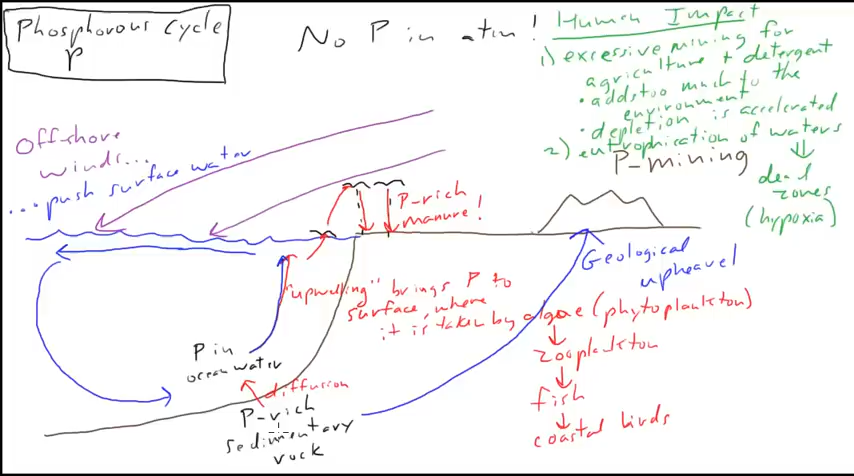 Phosphorous Cycle
P
No P in atm!
Human Impact
1) excessive mining for
agriculture + detergent
• adds too much to the
environment
• depletion is accelerated
2) eutrophication of waters
dead
zones
(hypoxia)
P-mining
Off-shore
winds...
...push surface water
P-rich
manure!
Geological
upheavel
"upwelling" brings P to
surface, where
it is taken by algae (phytoplankton)
zooplankton
fish
coastal birds
P in
ocean water
diffusion
P-rich
sedimentary
rock